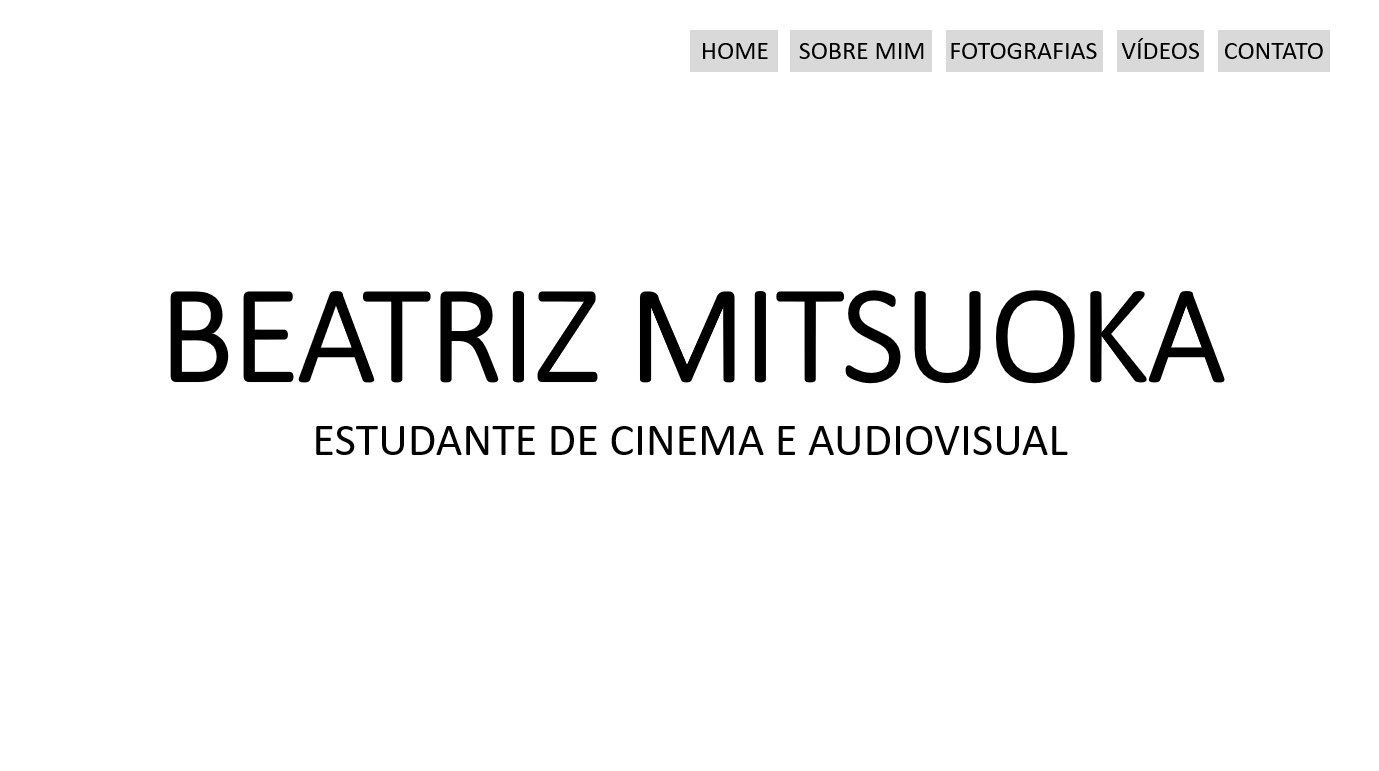 HOME SOBRE MIM FOTOGRAFIAS VÍDEOS CONTATO
BEATRIZ MITSUOKA
ESTUDANTE DE CINEMA E AUDIOVISUAL